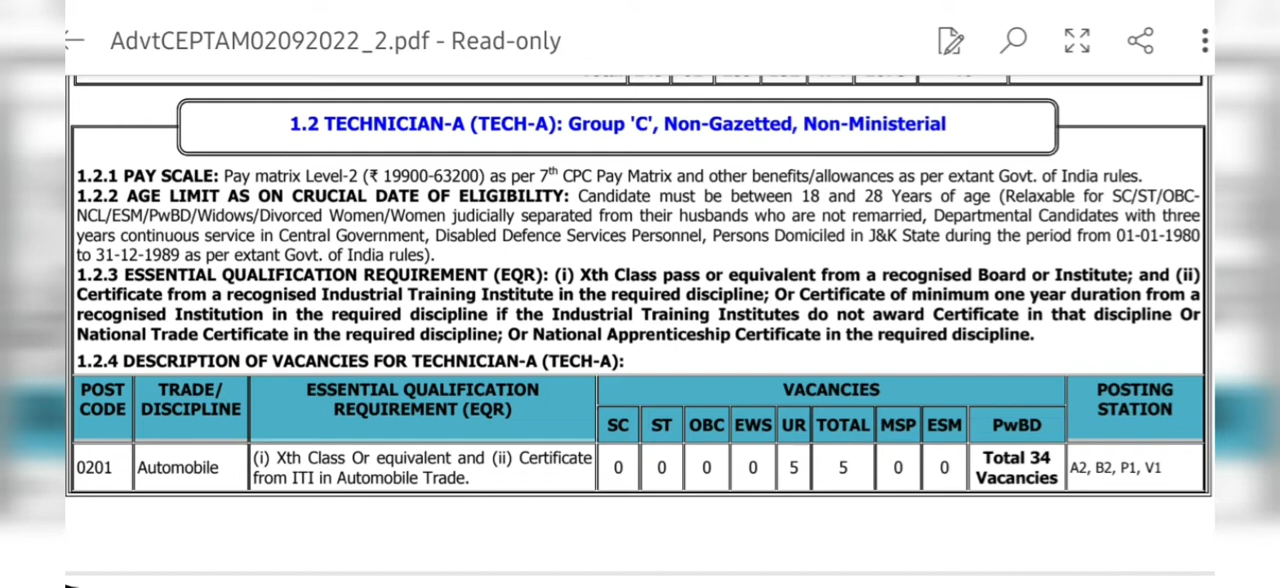 AdvtCEPTAM02092022_2.pdf - Read-only
1.2 TECHNICIAN-A (TECH-A): Group 'C', Non-Gazetted, Non-Ministerial
1.2.1 PAY SCALE: Pay matrix Level-2 (₹ 19900-63200) as per 7th CPC Pay Matrix and other benefits/allowances as per extant Govt. of India rules.
1.2.2 AGE LIMIT AS ON CRUCIAL DATE OF ELIGIBILITY: Candidate must be between 18 and 28 Years of age (Relaxable for SC/ST/OBC-
NCL/ESM/PwBD/Widows/Divorced Women/Women judicially separated from their husbands who are not remarried, Departmental Candidates with three
years continuous service in Central Government, Disabled Defence Services Personnel, Persons Domiciled in J&K State during the period from 01-01-1980
to 31-12-1989 as per extant Govt. of India rules).
1.2.3 ESSENTIAL QUALIFICATION REQUIREMENT (EQR): (i) Xth Class pass or equivalent from a recognised Board or Institute; and (ii)
Certificate from a recognised Industrial Training Institute in the required discipline; Or Certificate of minimum one year duration from a
recognised Institution in the required discipline if the Industrial Training Institutes do not award Certificate in that discipline Or
National Trade Certificate in the required discipline; Or National Apprenticeship Certificate in the required discipline.
1.2.4 DESCRIPTION OF VACANCIES FOR TECHNICIAN-A (TECH-A):
POST CODE TRADE/ DISCIPLINE ESSENTIAL QUALIFICATION REQUIREMENT (EQR) VACANCIES POSTING STATION
SC ST OBC EWS UR TOTAL MSP ESM PwBD
0201 Automobile (i) Xth Class Or equivalent and (ii) Certificate from ITI in Automobile Trade. 0 0 0 0 5 5 0 0 Total 34 Vacancies A2, B2, P1, V1